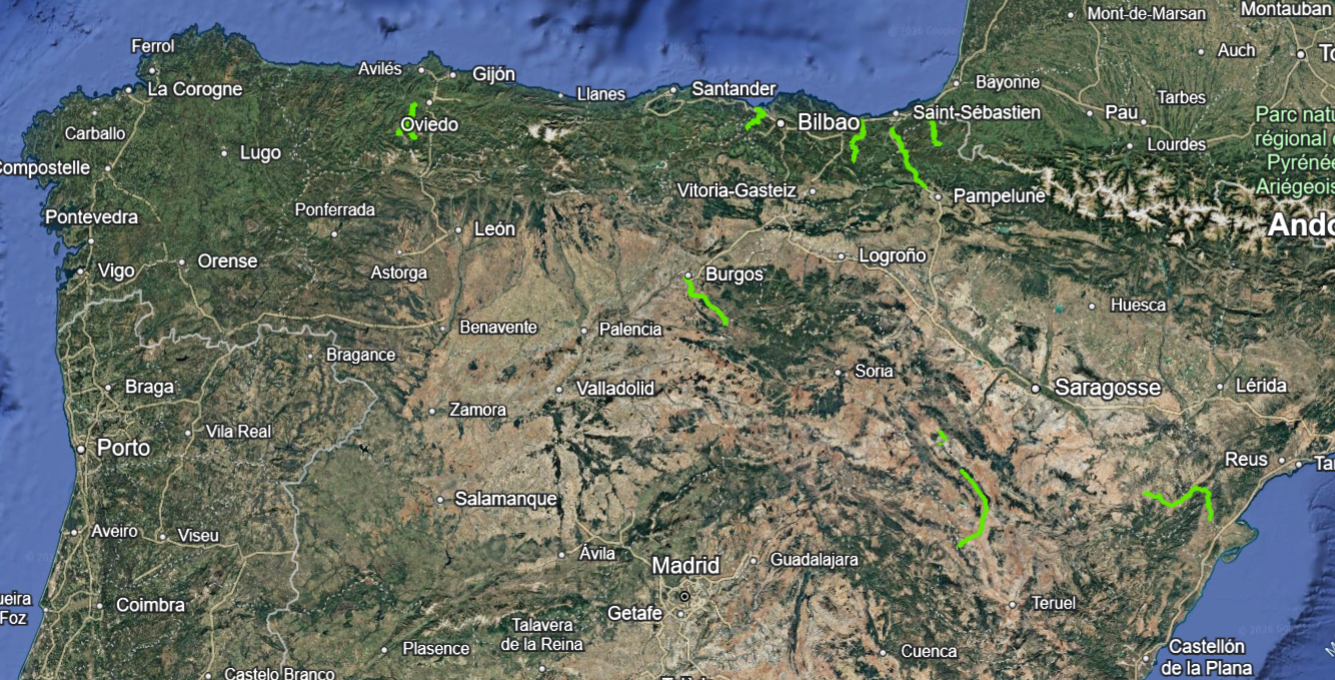 Montauban
Mont-de-Marsan
Ferrol
Auch
Avilés
Gijón
La Corogne
Llanes
Santander
Bayonne
Tarbes
Carballo
Oviedo
Bilbao
Saint-Sébastien
Pau
Parc natu
régional
Pyréné
Ariégeois
Lugo
Lourdes
Compostelle
Vitoria-Gasteiz
Pampelune
Pontevedra
Ponferrada
León
Ando
Vigo
Orense
Astorga
Burgos
Logroño
Huesca
Benavente
Palencia
Bragance
Braga
Valladolid
Soria
Saragosse
Lérida
Zamora
Vila Real
Porto
Reus
Salamanque
Aveiro
Viseu
Ávila
Madrid
Guadalajara
ueira
Foz
Coimbra
Getafe
Teruel
Talavera
de la Reina
Plasence
Cuenca
Castellón
de la Plana
Castelo Branco